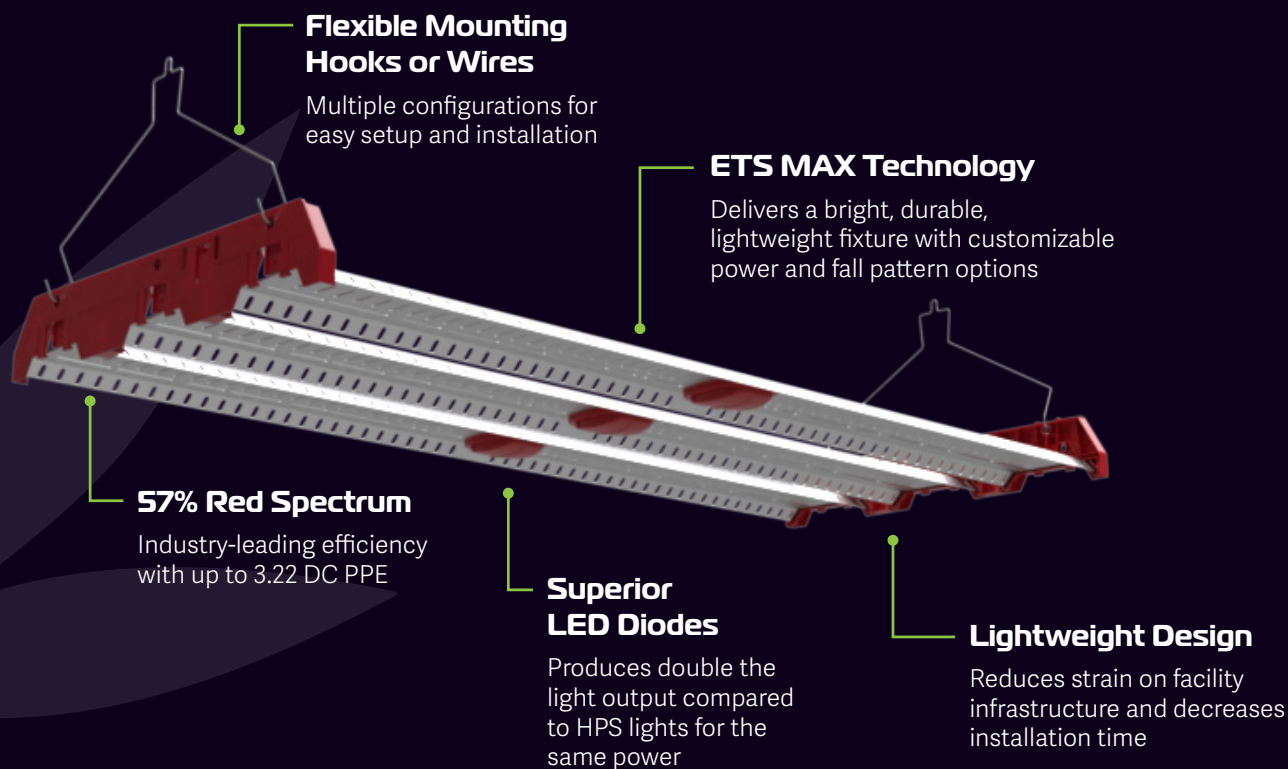 Flexible Mounting
Hooks or Wires
Multiple configurations for
easy setup and installation
ETS MAX Technology
Delivers a bright, durable,
lightweight fixture with customizable
power and fall pattern options
57% Red Spectrum
Industry-leading efficiency
with up to 3.22 DC PPE
Superior
LED Diodes
Produces double the
light output compared
to HPS lights for the
same power
Lightweight Design
Reduces strain on facility
infrastructure and decreases
installation time